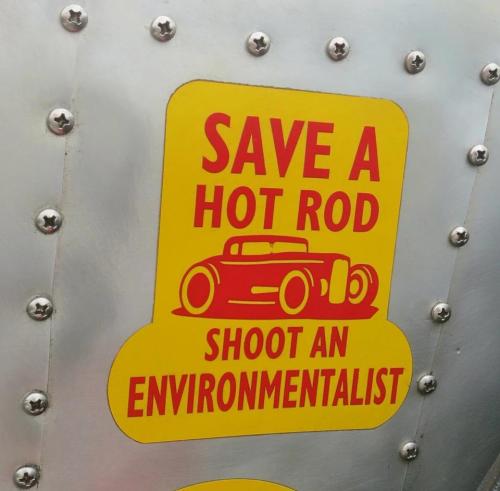 SAVE A
HOT ROD
SHOOT AN
ENVIRONMENTALIST